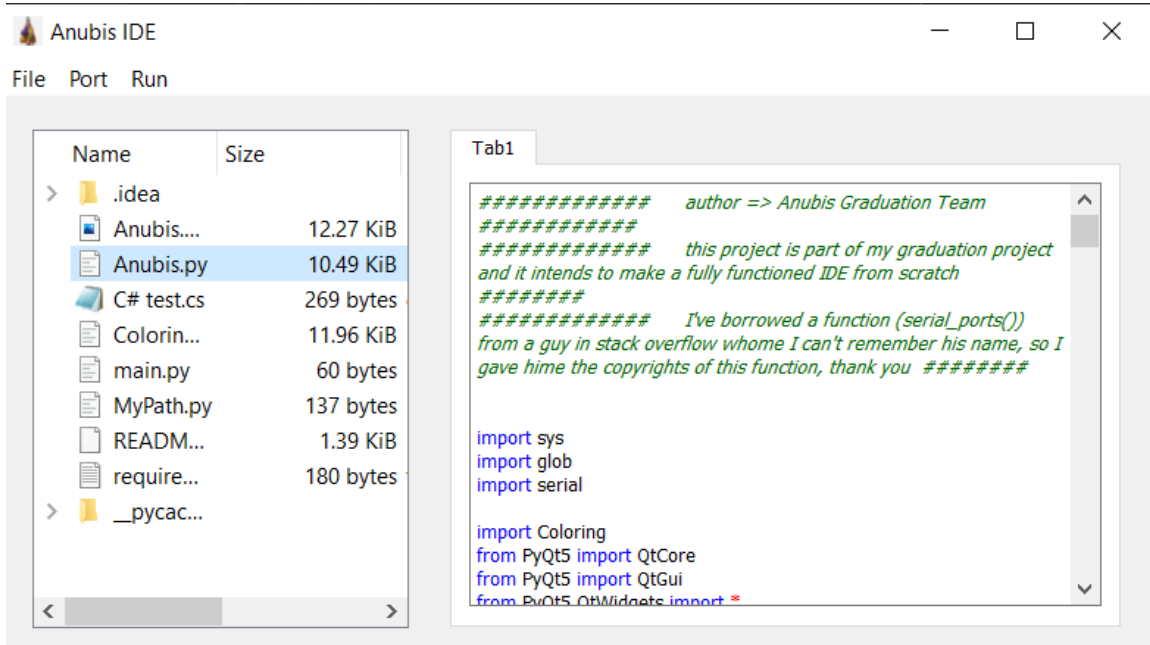 Anubis IDE
File Port Run
Name Size
.idea
Anubis.... 12.27 KiB
Anubis.py 10.49 KiB
C# test.cs 269 bytes
Colorin... 11.96 KiB
main.py 60 bytes
MyPath.py 137 bytes
READM... 1.39 KiB
require... 180 bytes
__pycac...
Tab1
############# author => Anubis Graduation Team
############
############# this project is part of my graduation project
and it intends to make a fully functioned IDE from scratch
########
############# I've borrowed a function (serial_ports())
from a guy in stack overflow whome I can't remember his name, so I
gave hime the copyrights of this function, thank you ########
import sys
import glob
import serial
import Coloring
from PyQt5 import QtCore
from PyQt5 import QtGui
from PyQt5.QtWidgets import *